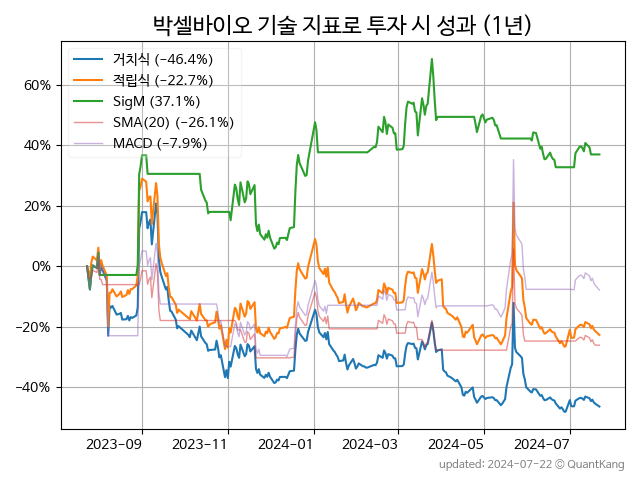 박셀바이오 기술 지표로 투자 시 성과 (1년)
거치식 (−46.4%)
적립식 (−22.7%)
SigM (37.1%)
SMA(20) (−26.1%)
MACD (−7.9%)
60%
40%
20%
0%
−20%
−40%
2023-09 2023-11 2024-01 2024-03 2024-05 2024-07
updated: 2024-07-22 © QuantKang